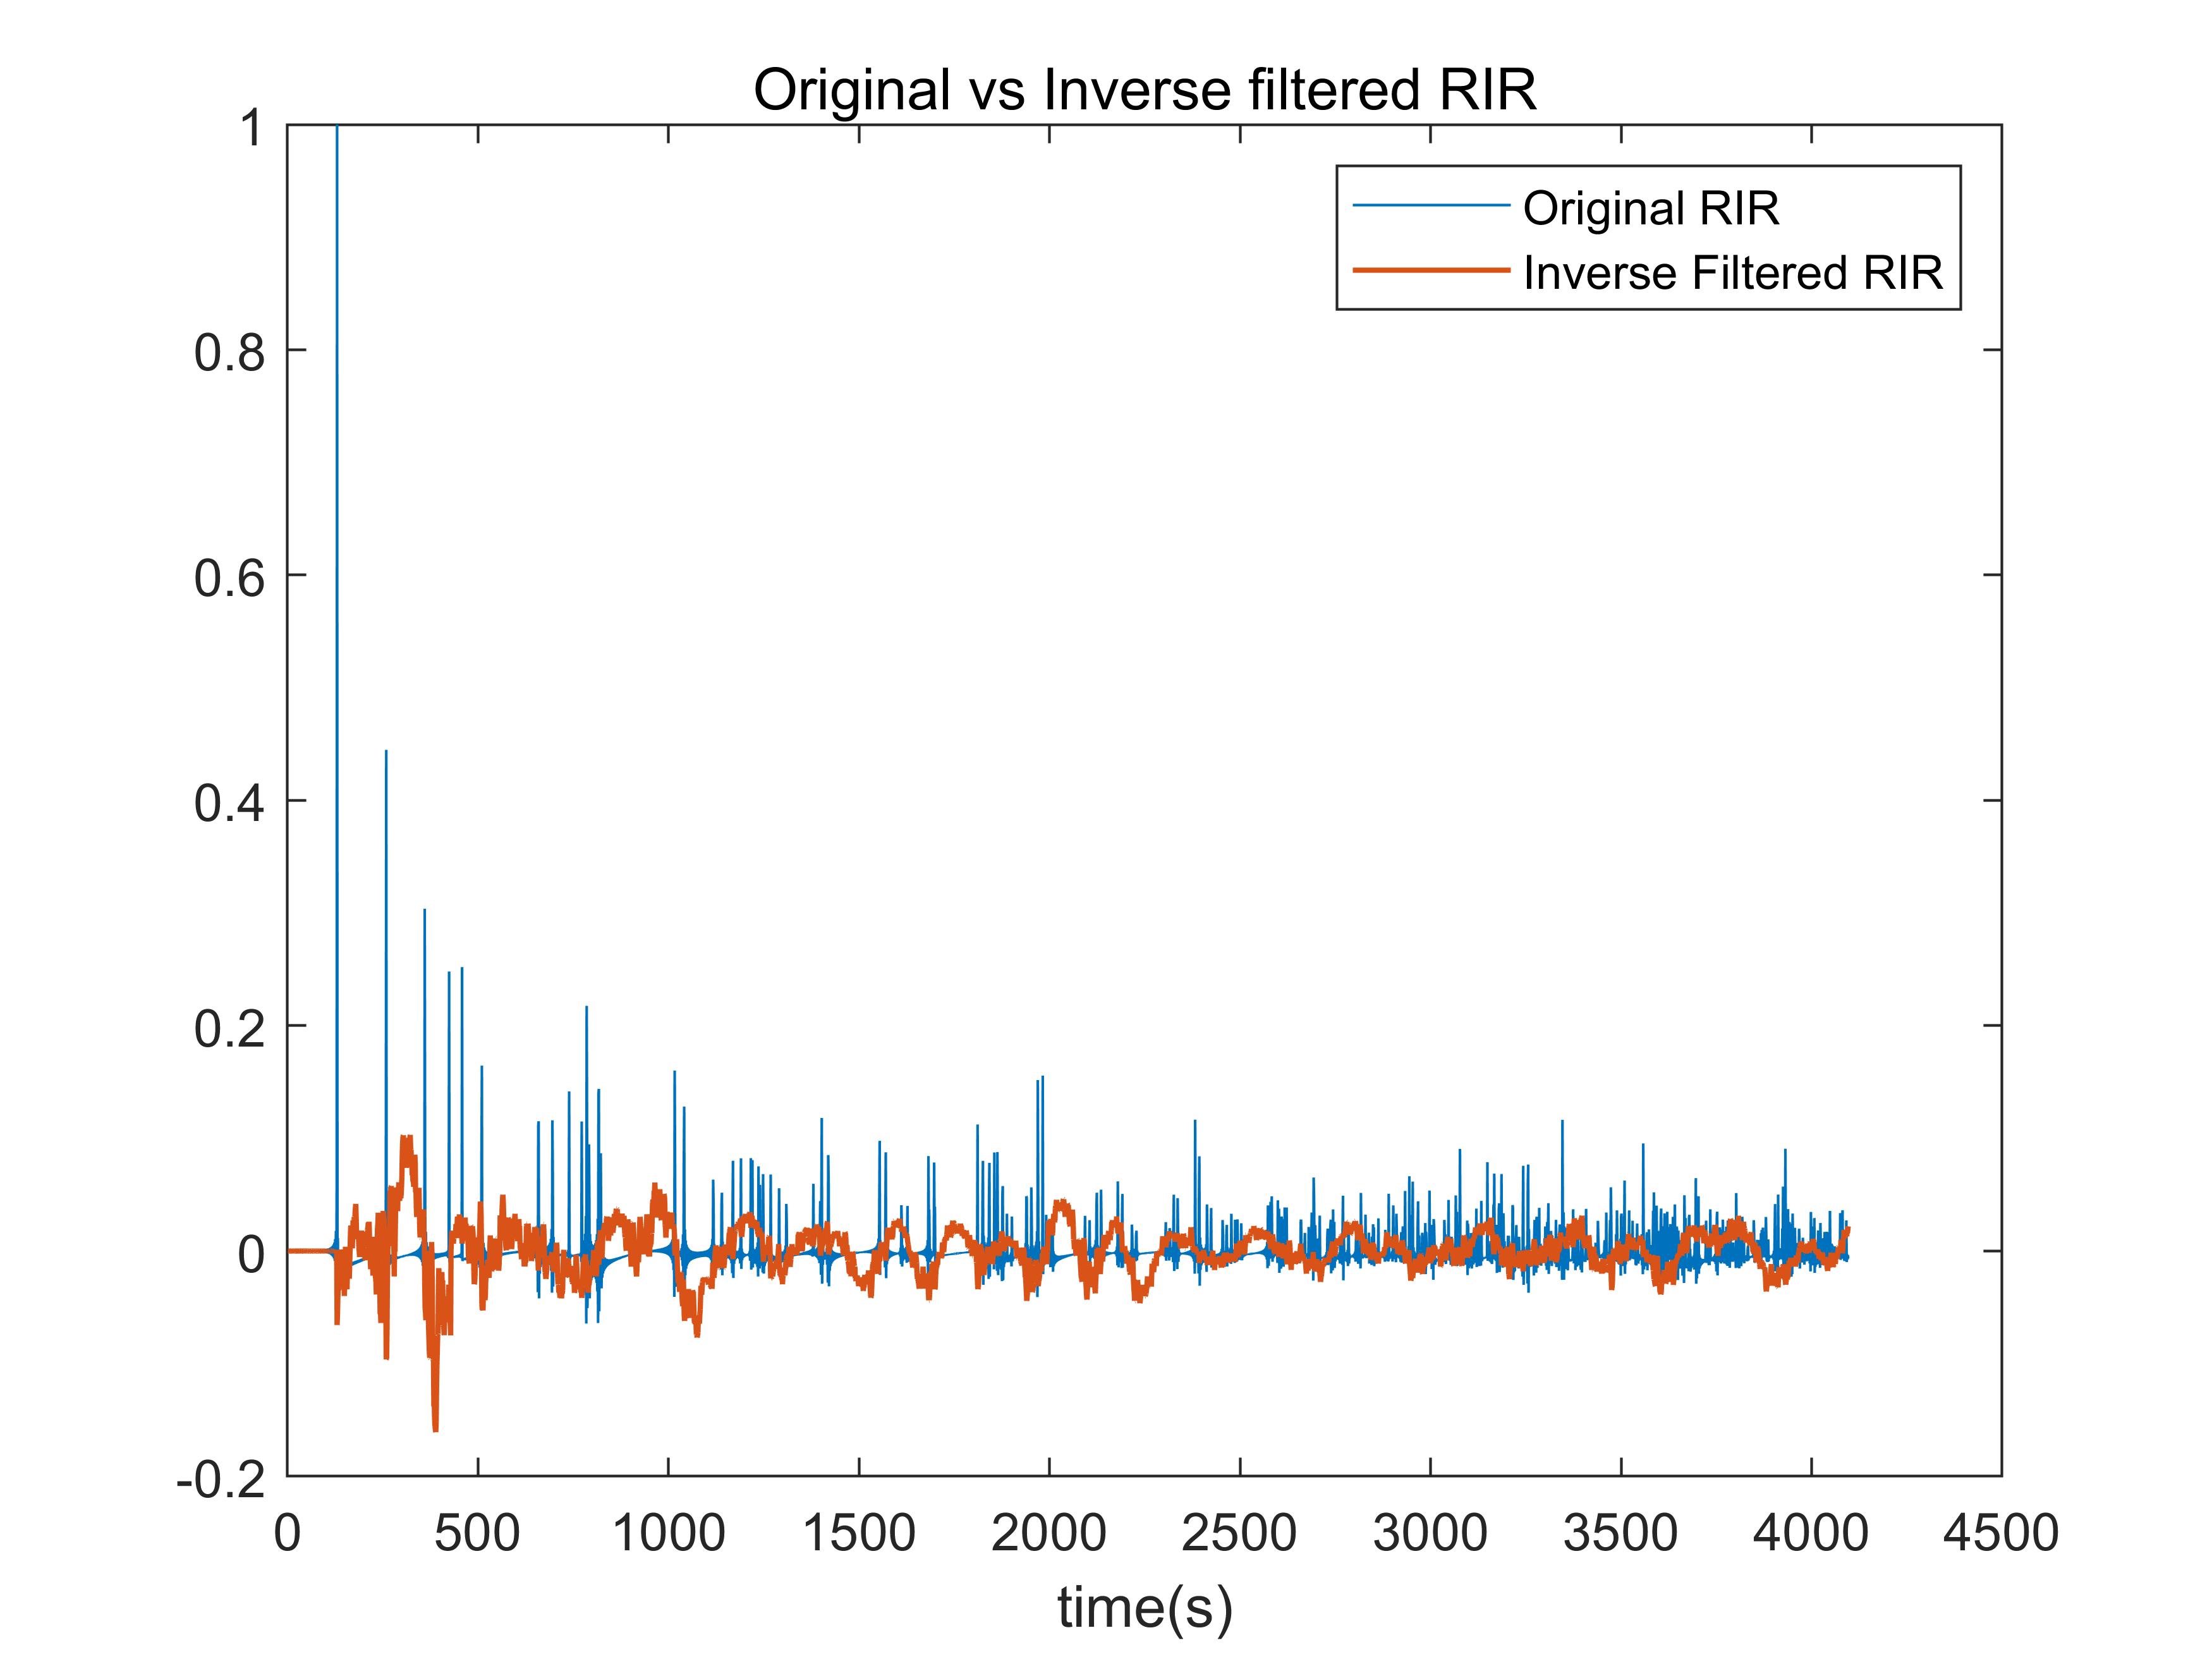 Original vs Inverse filtered RIR
1
Original RIR
Inverse Filtered RIR
0.8
0.6
0.4
0.2
0
-0.2
0 500 1000 1500 2000 2500 3000 3500 4000 4500
time(s)